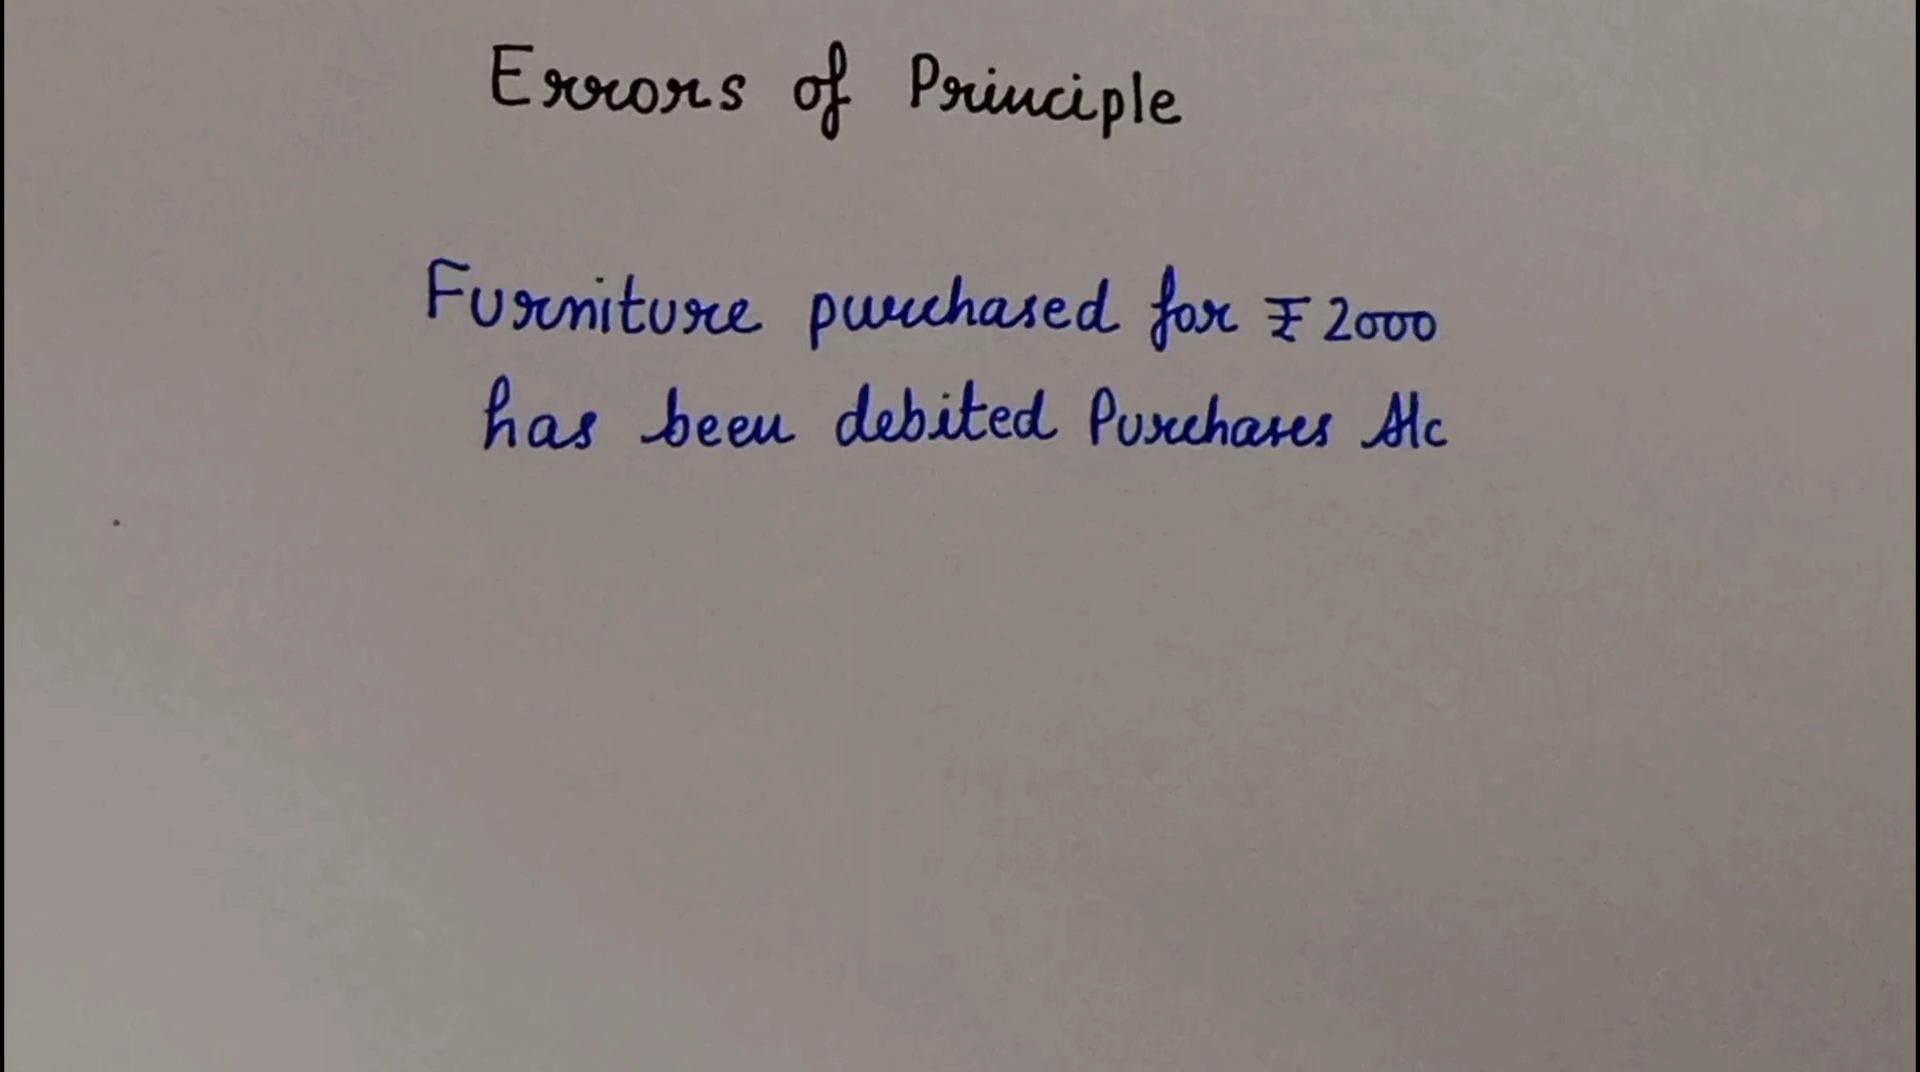 Errors of Principle
Furniture purchased for ₹ 2000
has been debited Purchases A/c